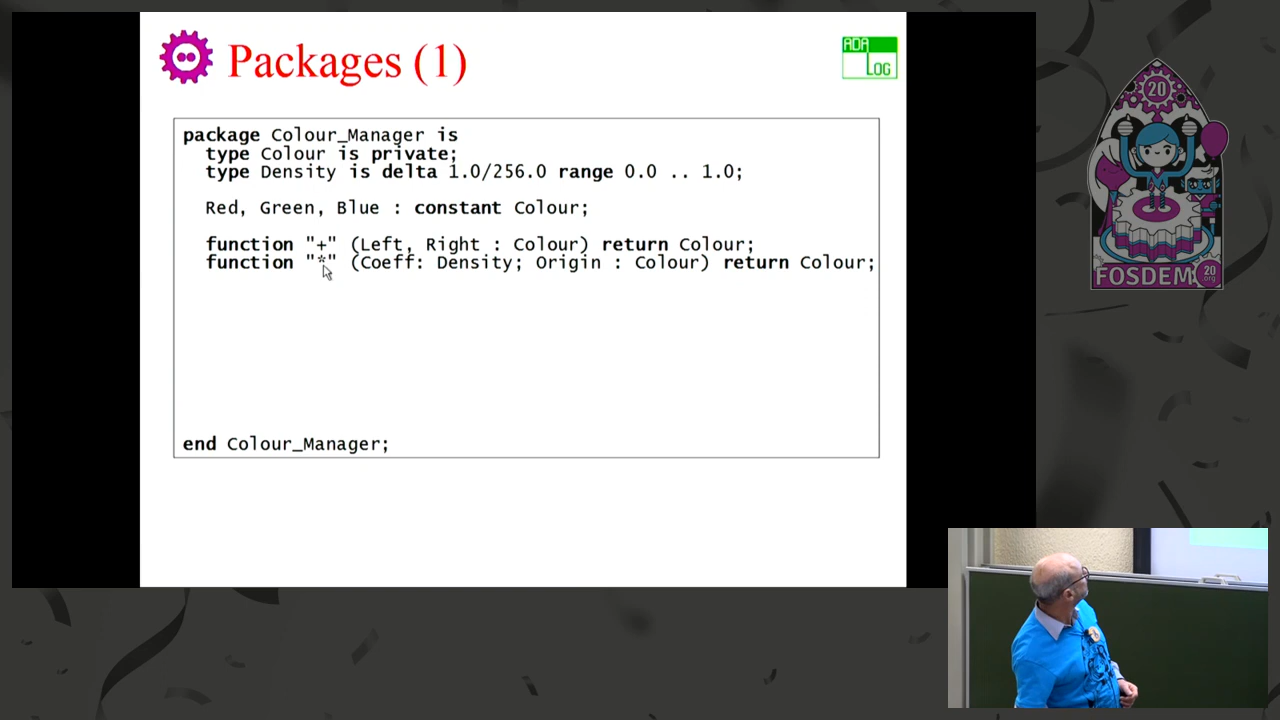 Packages (1)
ADA
LOG
package Colour_Manager is
type Colour is private;
type Density is delta 1.0/256.0 range 0.0 .. 1.0;
Red, Green, Blue : constant Colour;
function "+" (Left, Right : Colour) return Colour;
function "*" (Coeff: Density; Origin : Colour) return Colour;
end Colour_Manager;
20
FOSDEM
20
.org